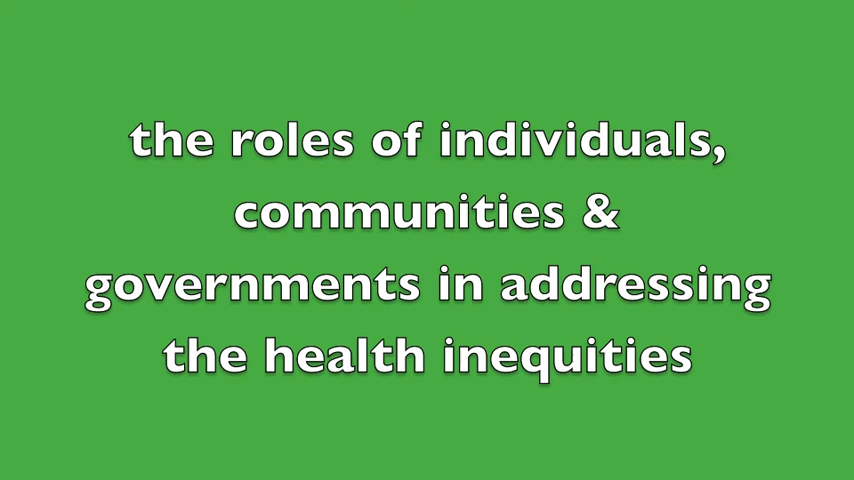 the roles of individuals,
communities &
governments in addressing
the health inequities